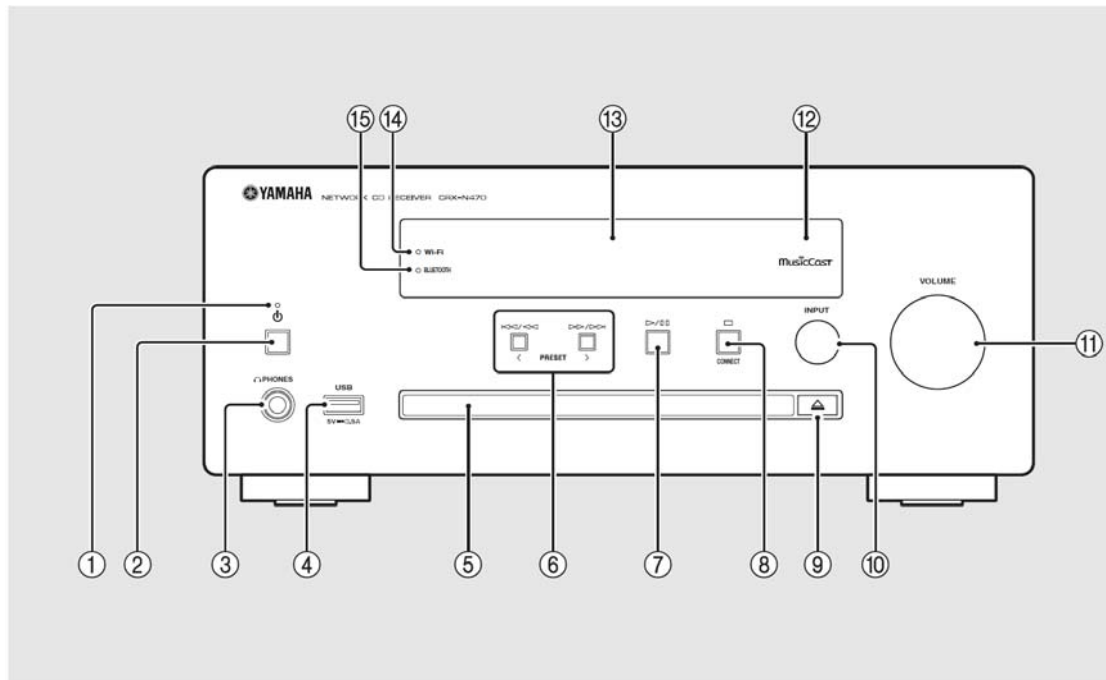 ⑮ ⑭ ⑬ ⑫
YAMAHA NETWORK CD RECEIVER CRX-N470
Wi-Fi
BLUETOOTH
MusicCast
VOLUME
INPUT
PRESET
CONNECT
PHONES
USB
5V⎓0.5A
① ② ③ ④ ⑤ ⑥ ⑦ ⑧ ⑨ ⑩ ⑪